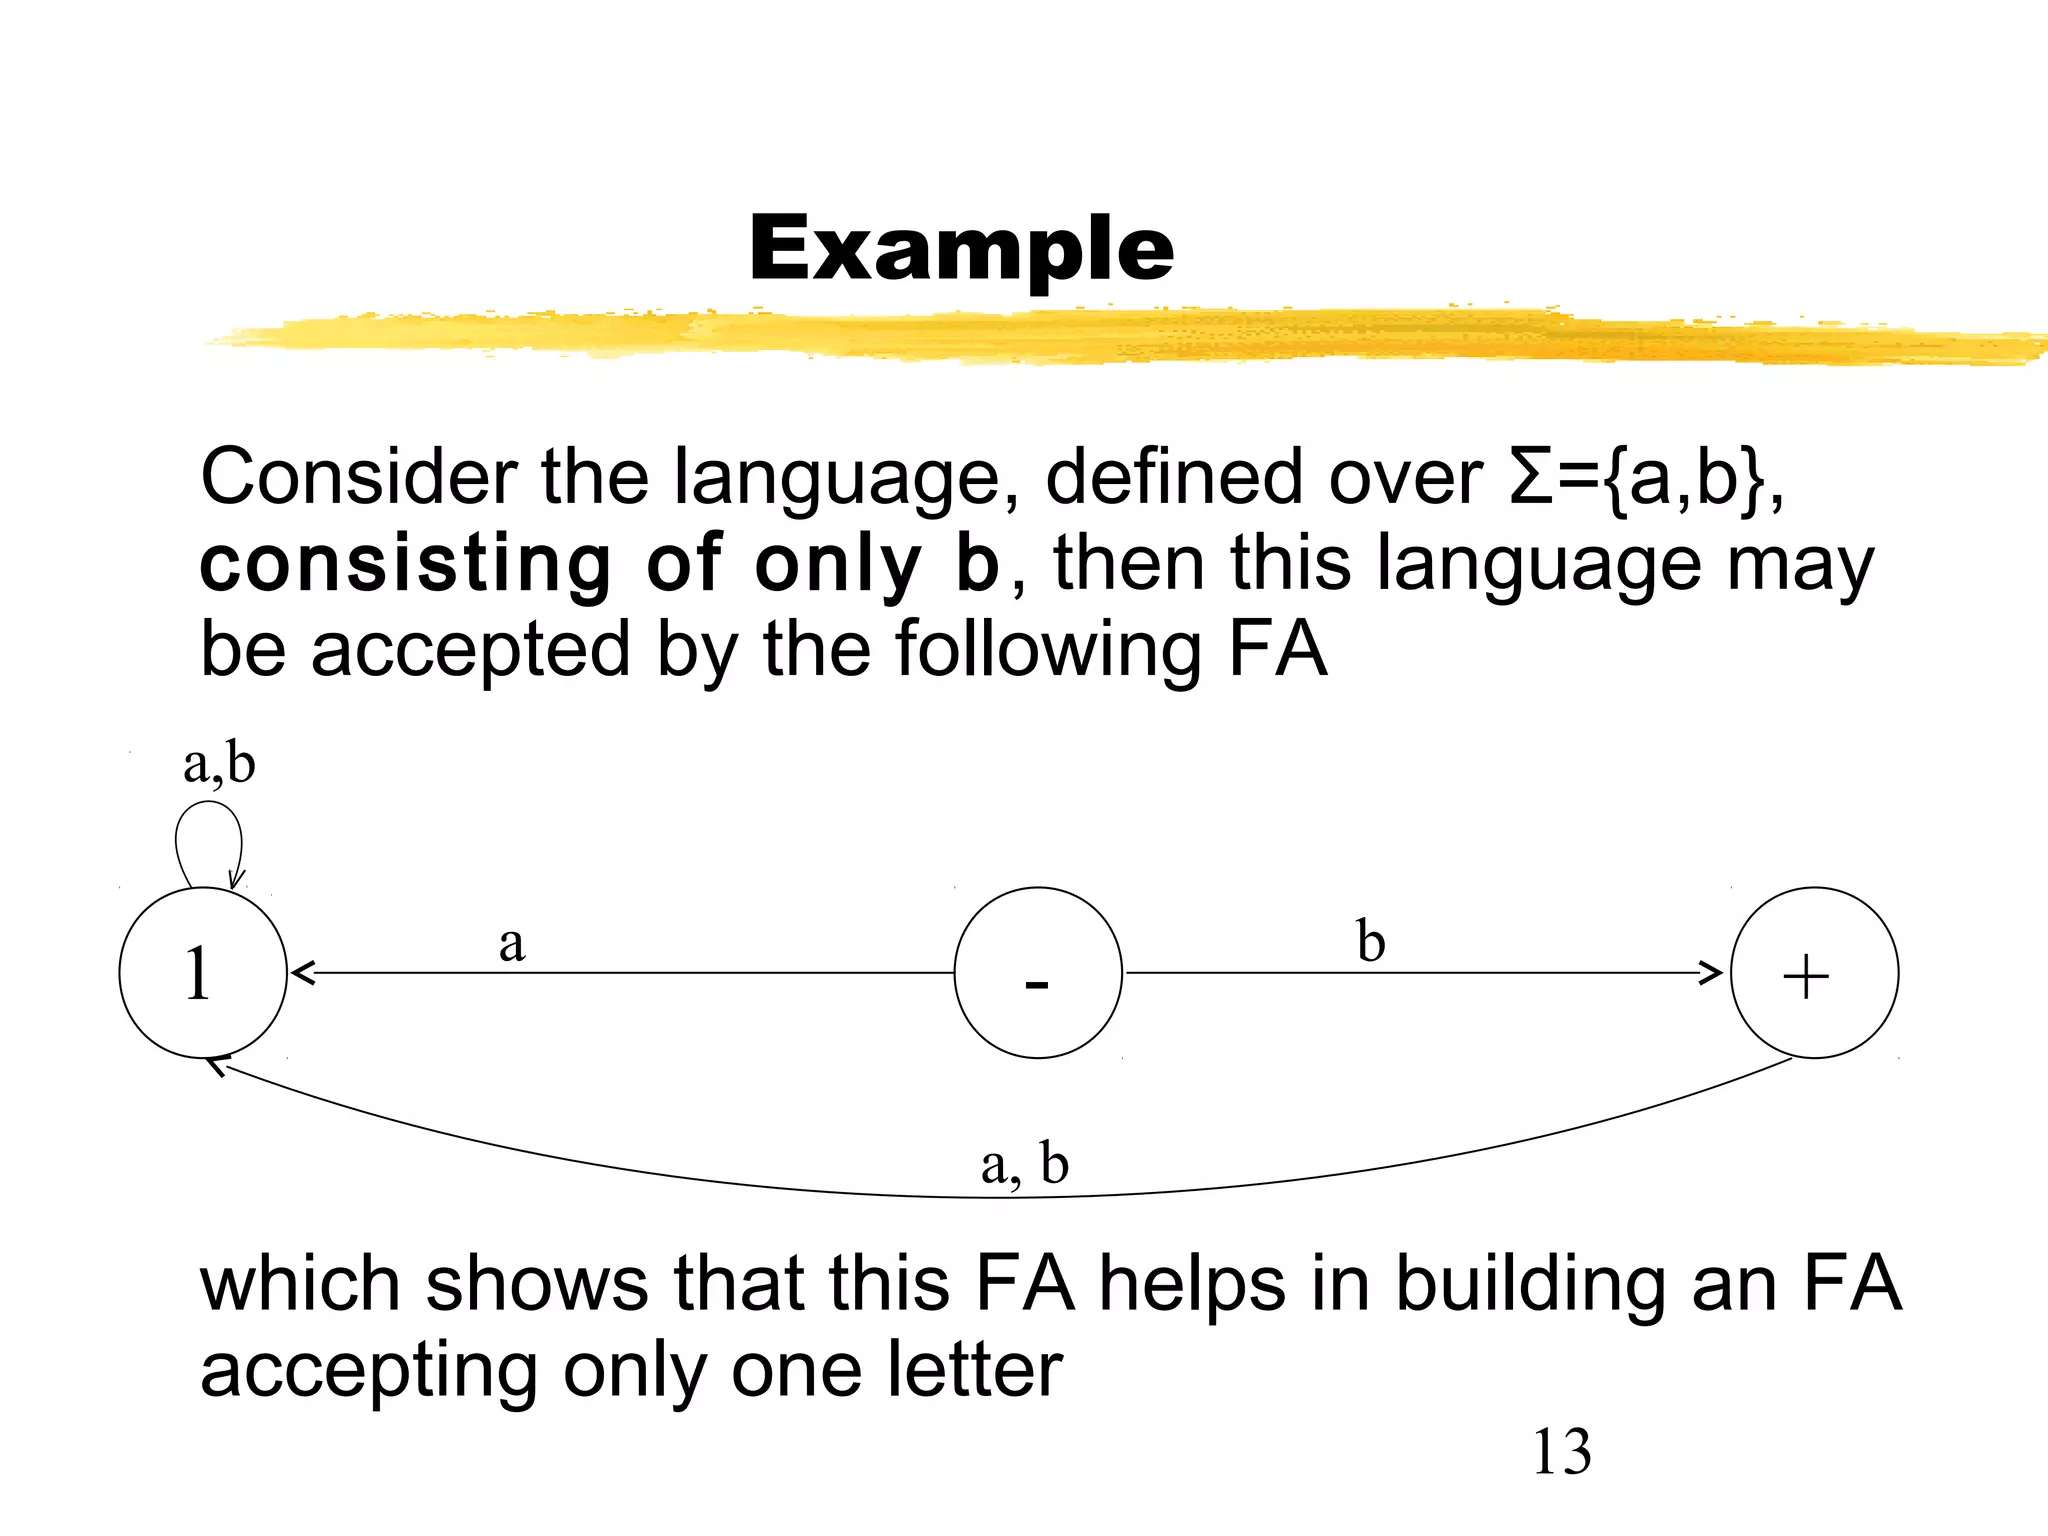 Example
Consider the language, defined over Σ={a,b},
consisting of only b, then this language may
be accepted by the following FA
a,b
a
b
1
-
+
a, b
which shows that this FA helps in building an FA
accepting only one letter
13